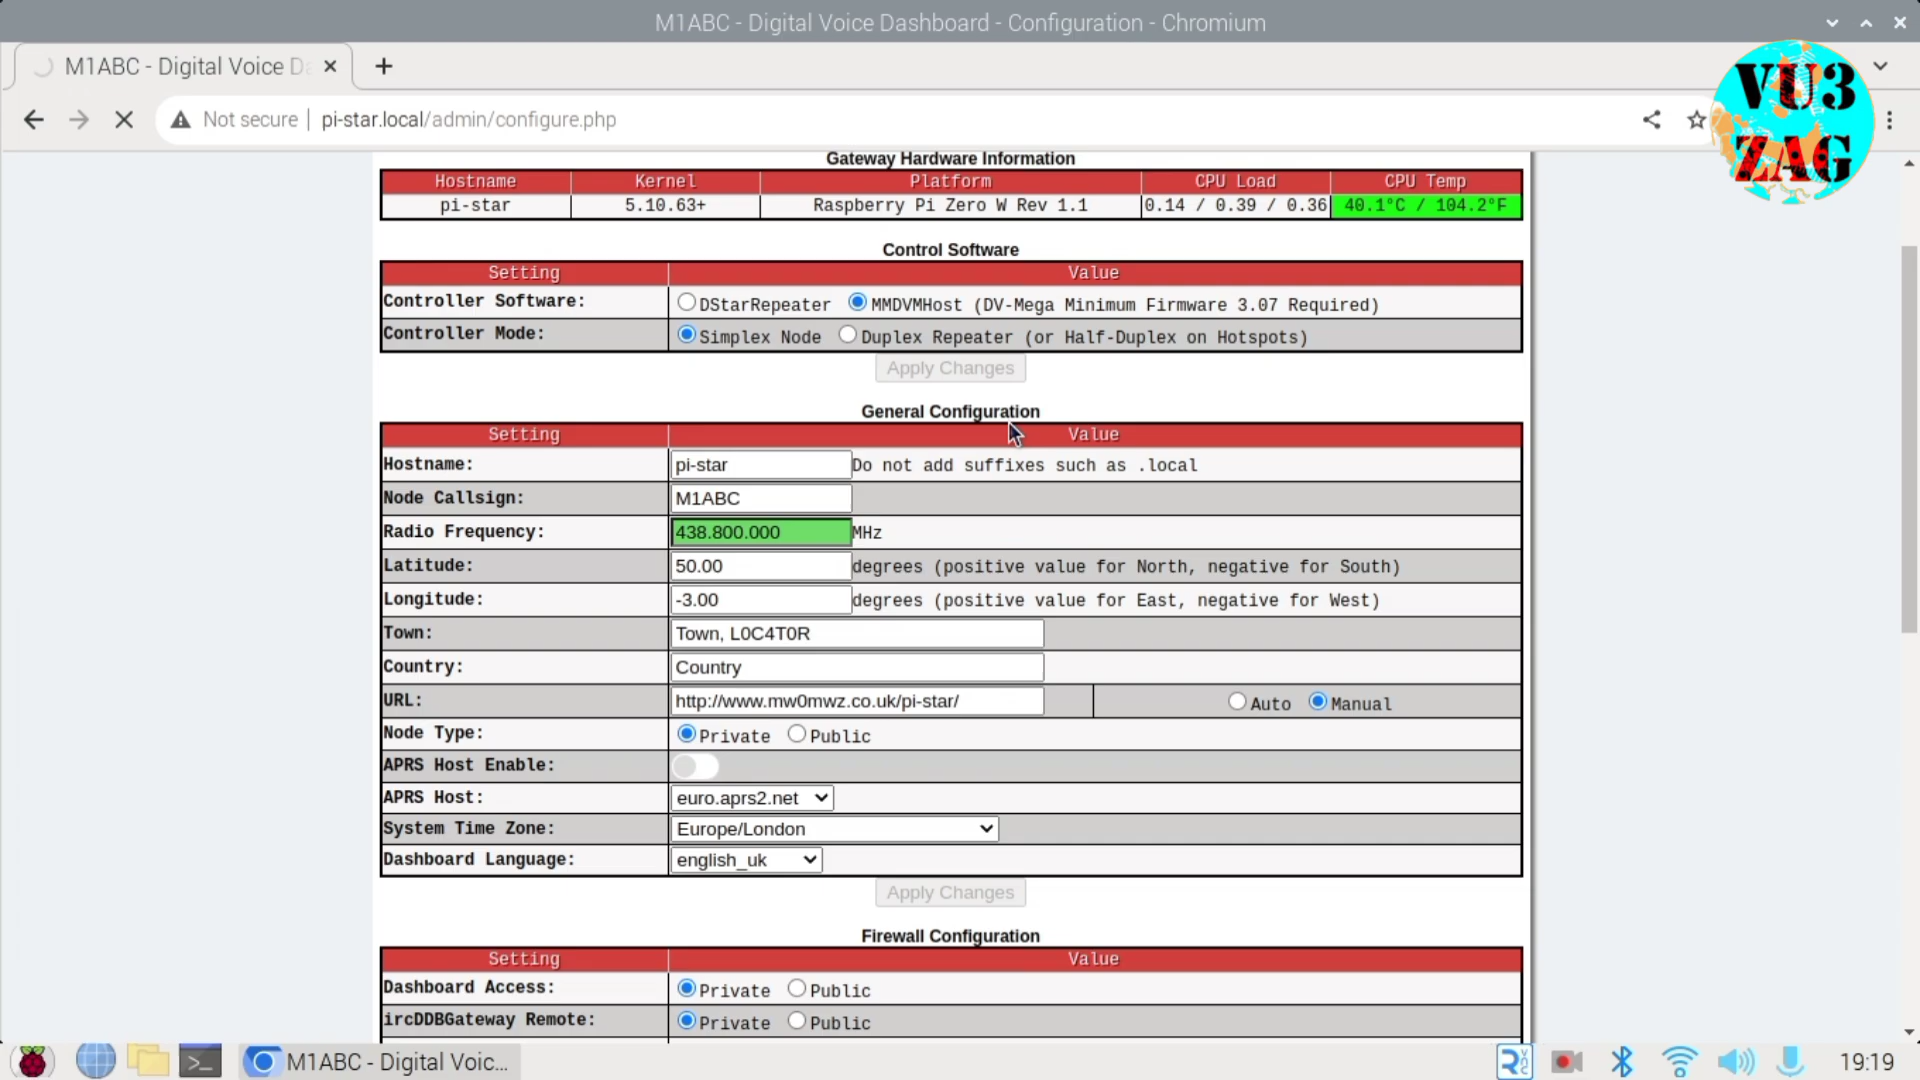 M1ABC - Digital Voice Dashboard - Configuration - Chromium
M1ABC - Digital Voice Da
Not secure | pi-star.local/admin/configure.php
VU3
ZAG
Gateway Hardware Information
Hostname Kernel Platform CPU Load CPU Temp
pi-star 5.10.63+ Raspberry Pi Zero W Rev 1.1 0.14 / 0.39 / 0.36 40.1°C / 104.2°F
Control Software
Setting Value
Controller Software: DStarRepeater MMDVMHost (DV-Mega Minimum Firmware 3.07 Required)
Controller Mode: Simplex Node Duplex Repeater (or Half-Duplex on Hotspots)
Apply Changes
General Configuration
Setting Value
Hostname: pi-star Do not add suffixes such as .local
Node Callsign: M1ABC
Radio Frequency: 438.800.000 MHz
Latitude: 50.00 degrees (positive value for North, negative for South)
Longitude: -3.00 degrees (positive value for East, negative for West)
Town: Town, L0C4T0R
Country: Country
URL: http://www.mw0mwz.co.uk/pi-star/ Auto Manual
Node Type: Private Public
APRS Host Enable:
APRS Host: euro.aprs2.net
System Time Zone: Europe/London
Dashboard Language: english_uk
Apply Changes
Firewall Configuration
Setting Value
Dashboard Access: Private Public
ircDDBGateway Remote: Private Public
M1ABC - Digital Voic... 19:19